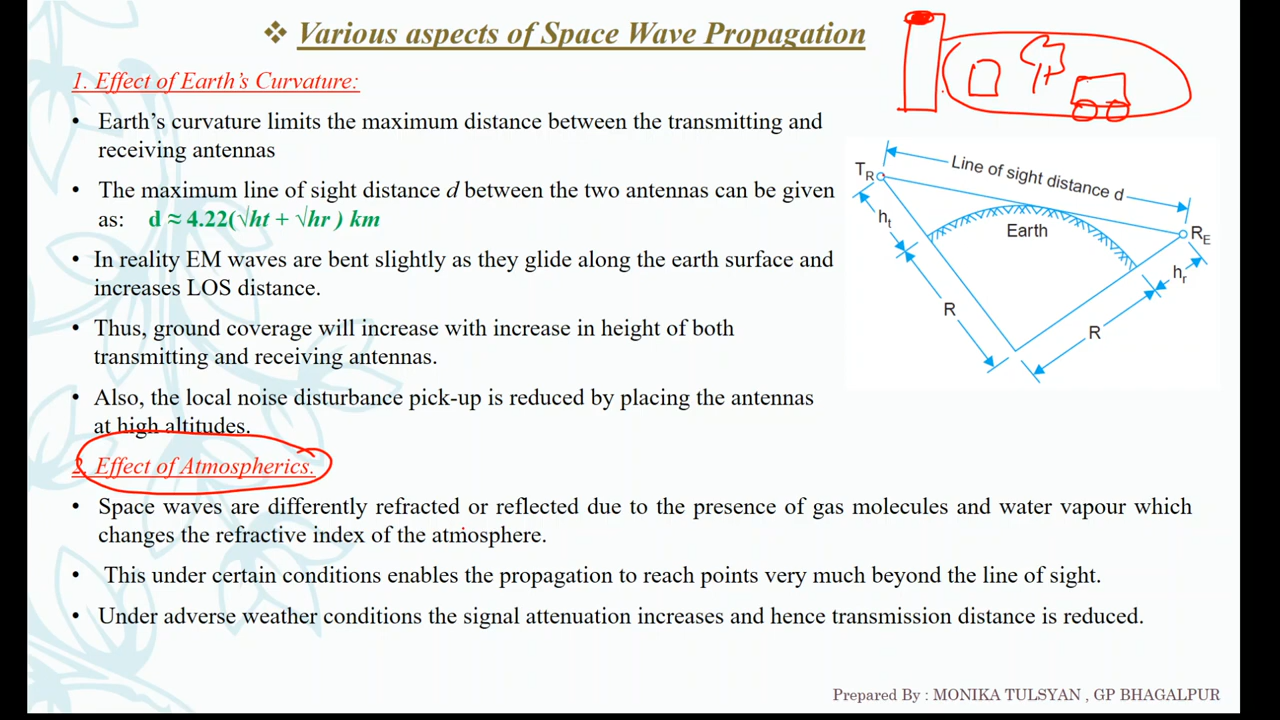 ❖ Various aspects of Space Wave Propagation
1. Effect of Earth's Curvature:
• Earth's curvature limits the maximum distance between the transmitting and
receiving antennas
• The maximum line of sight distance d between the two antennas can be given
as: d ≈ 4.22(√ht + √hr ) km
• In reality EM waves are bent slightly as they glide along the earth surface and
increases LOS distance.
• Thus, ground coverage will increase with increase in height of both
transmitting and receiving antennas.
• Also, the local noise disturbance pick-up is reduced by placing the antennas
at high altitudes.
2. Effect of Atmospherics.
• Space waves are differently refracted or reflected due to the presence of gas molecules and water vapour which
changes the refractive index of the atmosphere.
• This under certain conditions enables the propagation to reach points very much beyond the line of sight.
• Under adverse weather conditions the signal attenuation increases and hence transmission distance is reduced.
TR
Line of sight distance d
ht
Earth
RE
hr
R
R
Prepared By : MONIKA TULSYAN , GP BHAGALPUR